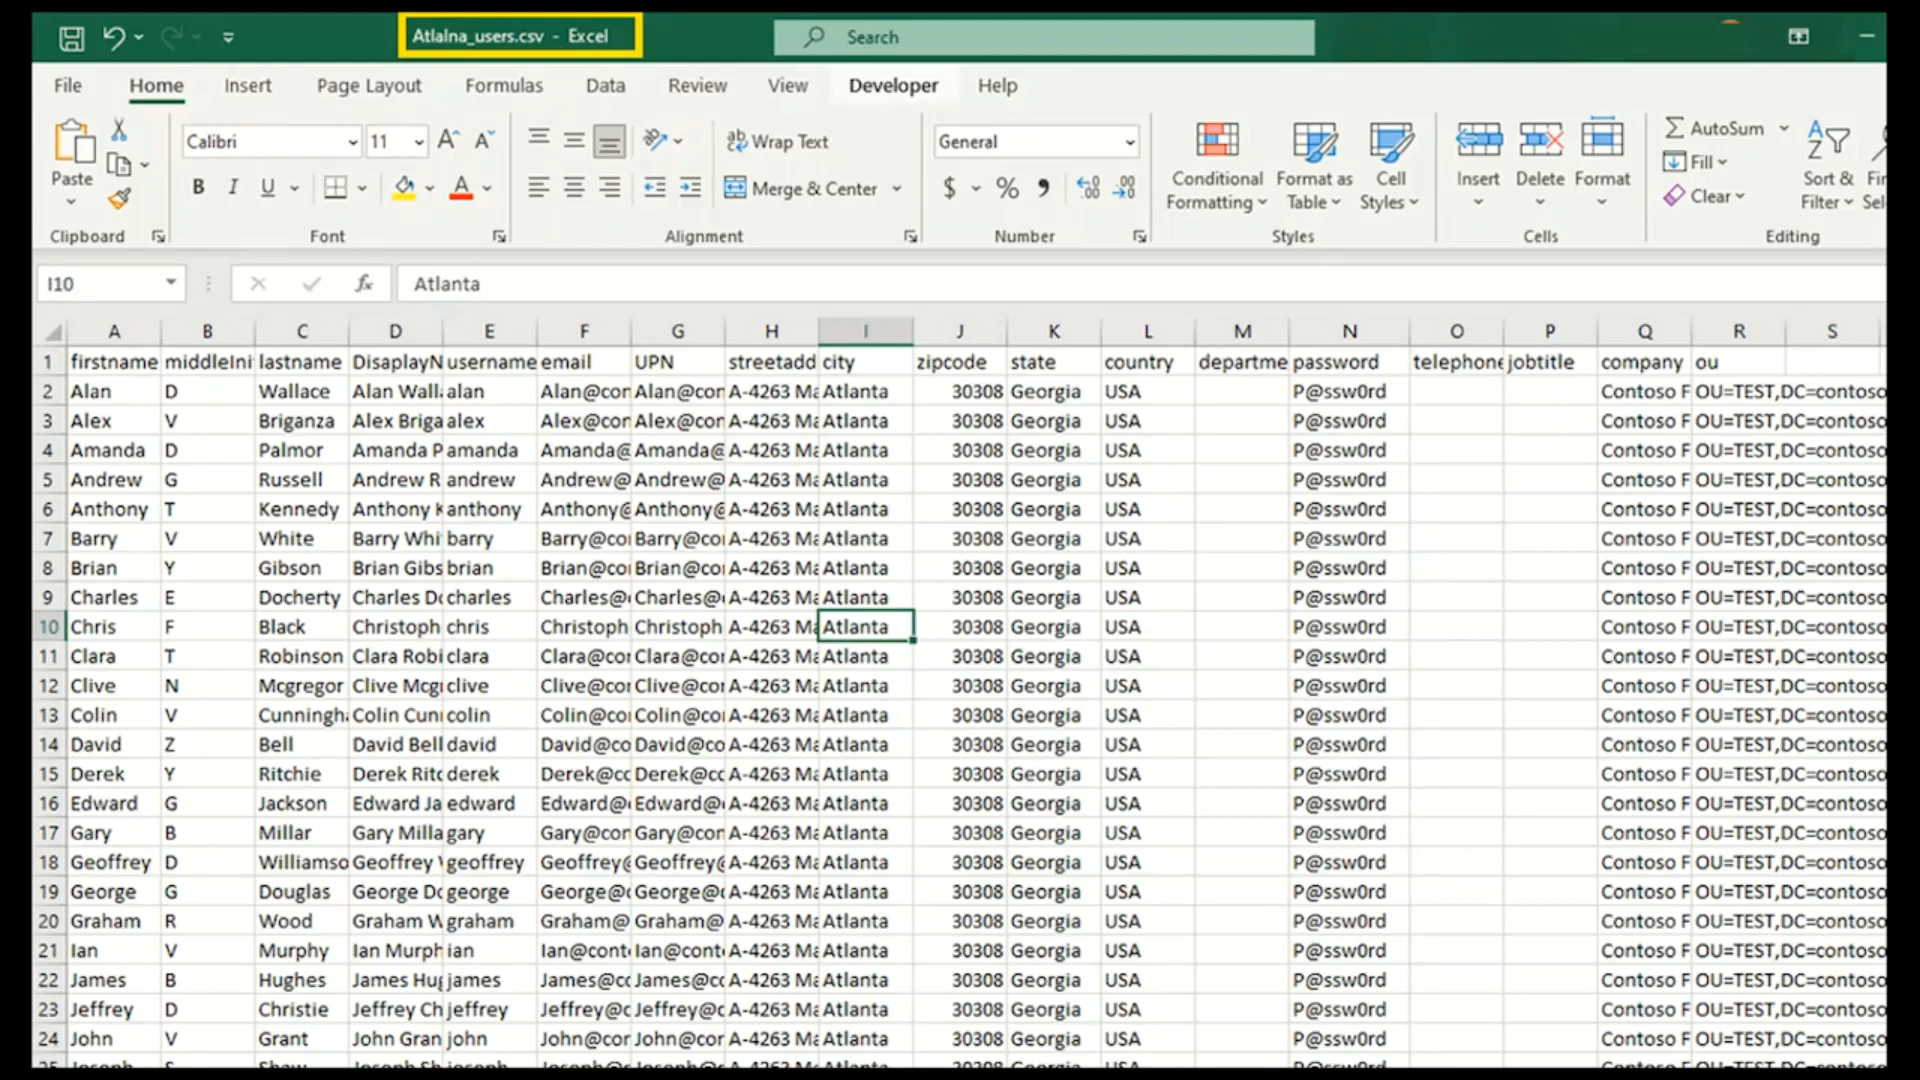 Atlalna_users.csv - Excel
Search
File Home Insert Page Layout Formulas Data Review View Developer Help
Paste
Calibri 11
B I U
Wrap Text
Merge & Center
General
$ %
Conditional Formatting
Format as Table
Cell Styles
Insert Delete Format
AutoSum
Fill
Clear
Sort & Filter
Clipboard Font Alignment Number Styles Cells Editing
I10 fx Atlanta
A B C D E F G H I J K L M N O P Q R S
1 firstname middleIni lastname DisaplayN username email UPN streetadd city zipcode state country departme password telephone jobtitle company ou
2 Alan D Wallace Alan Wall alan Alan@con Alan@con A-4263 Ma Atlanta 30308 Georgia USA P@ssw0rd Contoso F OU=TEST,DC=contoso
3 Alex V Briganza Alex Briga alex Alex@con Alex@con A-4263 Ma Atlanta 30308 Georgia USA P@ssw0rd Contoso F OU=TEST,DC=contoso
4 Amanda D Palmor Amanda P amanda Amanda@ Amanda@ A-4263 Ma Atlanta 30308 Georgia USA P@ssw0rd Contoso F OU=TEST,DC=contoso
5 Andrew G Russell Andrew R andrew Andrew@ Andrew@ A-4263 Ma Atlanta 30308 Georgia USA P@ssw0rd Contoso F OU=TEST,DC=contoso
6 Anthony T Kennedy Anthony K anthony Anthony@ Anthony@ A-4263 Ma Atlanta 30308 Georgia USA P@ssw0rd Contoso F OU=TEST,DC=contoso
7 Barry V White Barry Whi barry Barry@co Barry@co A-4263 Ma Atlanta 30308 Georgia USA P@ssw0rd Contoso F OU=TEST,DC=contoso
8 Brian Y Gibson Brian Gibs brian Brian@co Brian@co A-4263 Ma Atlanta 30308 Georgia USA P@ssw0rd Contoso F OU=TEST,DC=contoso
9 Charles E Docherty Charles Do charles Charles@ Charles@ A-4263 Ma Atlanta 30308 Georgia USA P@ssw0rd Contoso F OU=TEST,DC=contoso
10 Chris F Black Christoph chris Christoph Christoph A-4263 Ma Atlanta 30308 Georgia USA P@ssw0rd Contoso F OU=TEST,DC=contoso
11 Clara T Robinson Clara Robi clara Clara@co Clara@co A-4263 Ma Atlanta 30308 Georgia USA P@ssw0rd Contoso F OU=TEST,DC=contoso
12 Clive N Mcgregor Clive Mcg clive Clive@co Clive@co A-4263 Ma Atlanta 30308 Georgia USA P@ssw0rd Contoso F OU=TEST,DC=contoso
13 Colin V Cunningh Colin Cun colin Colin@co Colin@co A-4263 Ma Atlanta 30308 Georgia USA P@ssw0rd Contoso F OU=TEST,DC=contoso
14 David Z Bell David Bell david David@co David@co A-4263 Ma Atlanta 30308 Georgia USA P@ssw0rd Contoso F OU=TEST,DC=contoso
15 Derek Y Ritchie Derek Ritc derek Derek@cc Derek@cc A-4263 Ma Atlanta 30308 Georgia USA P@ssw0rd Contoso F OU=TEST,DC=contoso
16 Edward G Jackson Edward Ja edward Edward@ Edward@ A-4263 Ma Atlanta 30308 Georgia USA P@ssw0rd Contoso F OU=TEST,DC=contoso
17 Gary B Millar Gary Milla gary Gary@con Gary@con A-4263 Ma Atlanta 30308 Georgia USA P@ssw0rd Contoso F OU=TEST,DC=contoso
18 Geoffrey D Williamso Geoffrey geoffrey Geoffrey@ Geoffrey@ A-4263 Ma Atlanta 30308 Georgia USA P@ssw0rd Contoso F OU=TEST,DC=contoso
19 George G Douglas George Do george George@ George@ A-4263 Ma Atlanta 30308 Georgia USA P@ssw0rd Contoso F OU=TEST,DC=contoso
20 Graham R Wood Graham W graham Graham@ Graham@ A-4263 Ma Atlanta 30308 Georgia USA P@ssw0rd Contoso F OU=TEST,DC=contoso
21 Ian V Murphy Ian Murph ian Ian@cont Ian@cont A-4263 Ma Atlanta 30308 Georgia USA P@ssw0rd Contoso F OU=TEST,DC=contoso
22 James B Hughes James Hug james James@co James@cc A-4263 Ma Atlanta 30308 Georgia USA P@ssw0rd Contoso F OU=TEST,DC=contoso
23 Jeffrey D Christie Jeffrey Ch jeffrey Jeffrey@c Jeffrey@c A-4263 Ma Atlanta 30308 Georgia USA P@ssw0rd Contoso F OU=TEST,DC=contoso
24 John V Grant John Gran john John@con John@con A-4263 Ma Atlanta 30308 Georgia USA P@ssw0rd Contoso F OU=TEST,DC=contoso